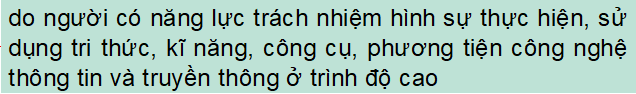 do người có năng lực trách nhiệm hình sự thực hiện, sử
dụng tri thức, kĩ năng, công cụ, phương tiện công nghệ
thông tin và truyền thông ở trình độ cao